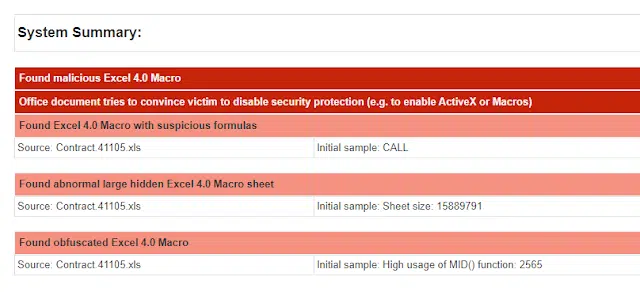 System Summary:
Found malicious Excel 4.0 Macro
Office document tries to convince victim to disable security protection (e.g. to enable ActiveX or Macros)
Found Excel 4.0 Macro with suspicious formulas
Source: Contract.41105.xls Initial sample: CALL
Found abnormal large hidden Excel 4.0 Macro sheet
Source: Contract.41105.xls Initial sample: Sheet size: 15889791
Found obfuscated Excel 4.0 Macro
Source: Contract.41105.xls Initial sample: High usage of MID() function: 2565